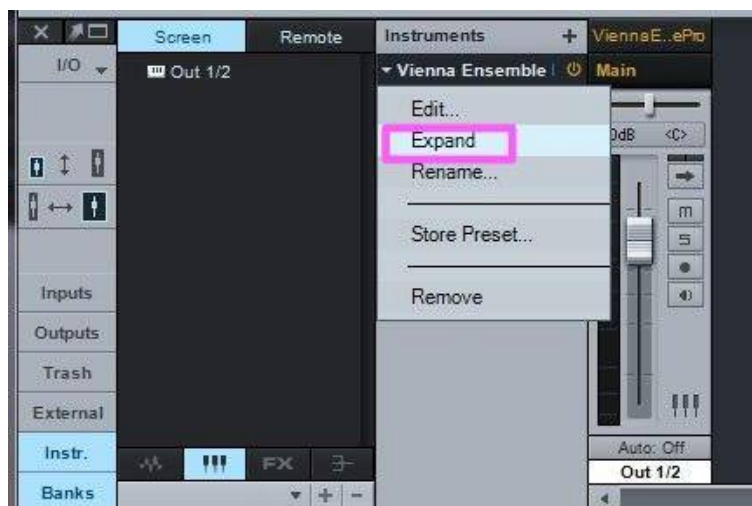 Screen Remote Instruments + ViennaE..ePro
I/O Out 1/2 Vienna Ensemble Main
Edit...
Expand 0dB <C>
Rename...
M
Store Preset... S
Inputs Remove
Outputs
Trash
External
Instr. FX Auto: Off
Out 1/2
Banks + -